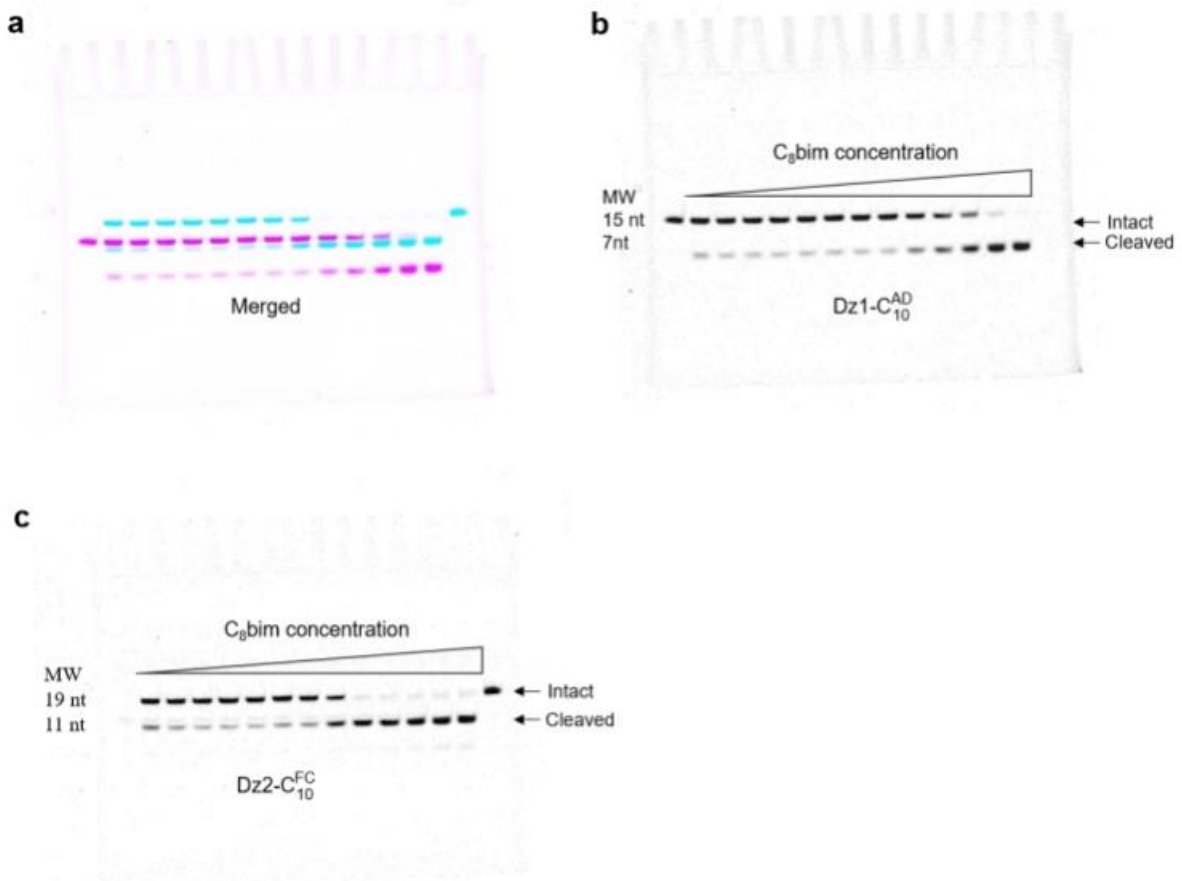 a
Merged
b
C₈bim concentration
MW
15 nt
7nt
Intact
Cleaved
Dz1-C₁₀ᴬᴰ
c
C₈bim concentration
MW
19 nt
11 nt
Intact
Cleaved
Dz2-C₁₀ᶠᶜ